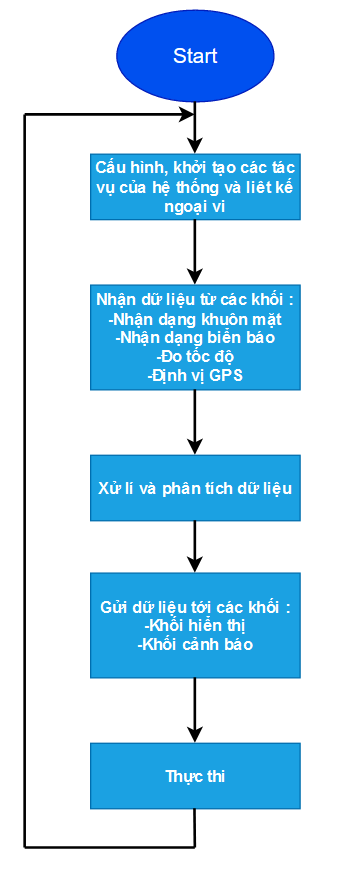 Start
Cấu hình, khởi tạo các tác
vụ của hệ thống và liêt kế
ngoại vi
Nhận dữ liệu từ các khối :
-Nhận dạng khuôn mặt
-Nhận dạng biển báo
-Đo tốc độ
-Định vị GPS
Xử lí và phân tích dữ liệu
Gửi dữ liệu tới các khối :
-Khối hiển thị
-Khối cảnh báo
Thực thi